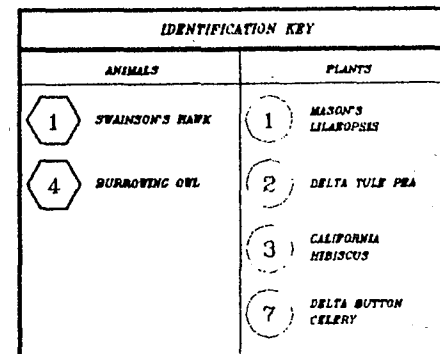 IDENTIFICATION KEY
ANIMALS
PLANTS
1 SWAINSON'S HAWK
4 BURROWING OWL
1 MASON'S
LILAEOPSIS
2 DELTA TULE PEA
3 CALIFORNIA
HIBISCUS
7 DELTA BUTTON
CELERY